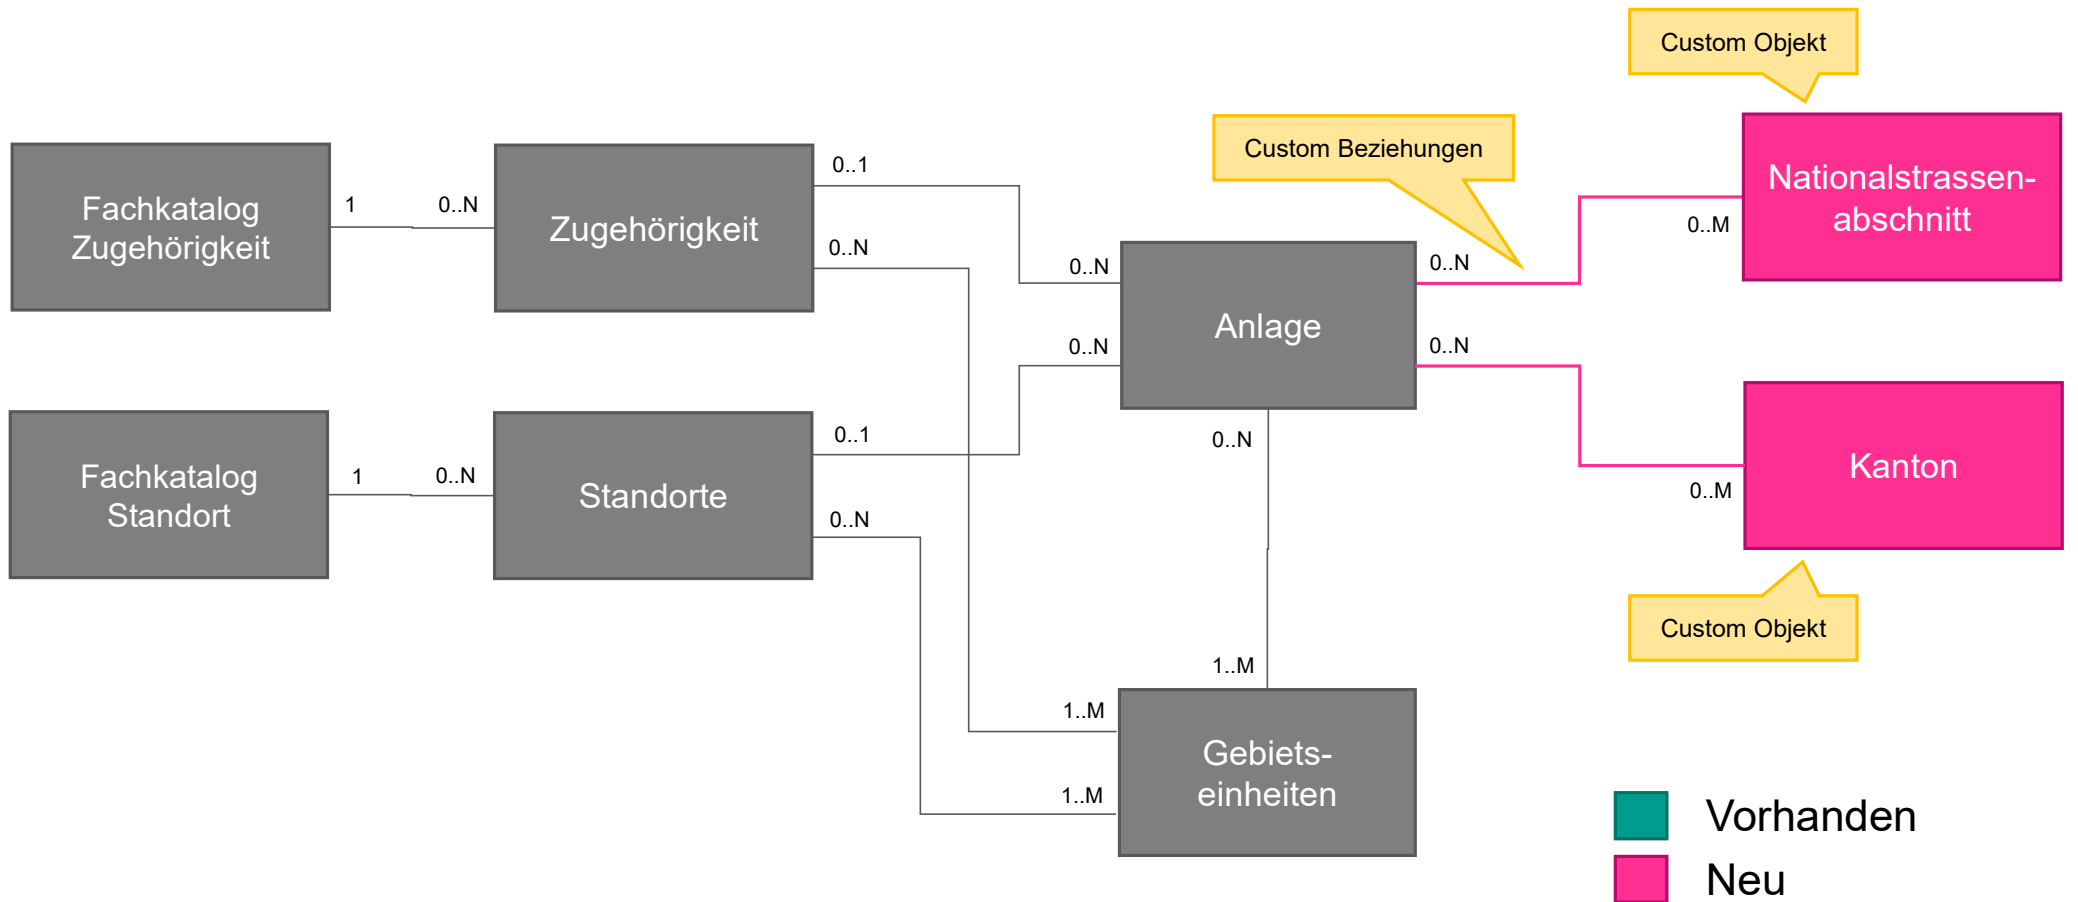 Custom Objekt
Custom Beziehungen
Nationalstrassen-
abschnitt
0..M
Fachkatalog
Zugehörigkeit
1
0..N
Zugehörigkeit
0..1
0..N
0..N
0..N
Anlage
0..N
0..N
0..N
Kanton
0..M
Fachkatalog
Standort
1
0..N
Standorte
0..1
0..N
Custom Objekt
1..M
1..M
1..M
Gebiets-
einheiten
Vorhanden
Neu